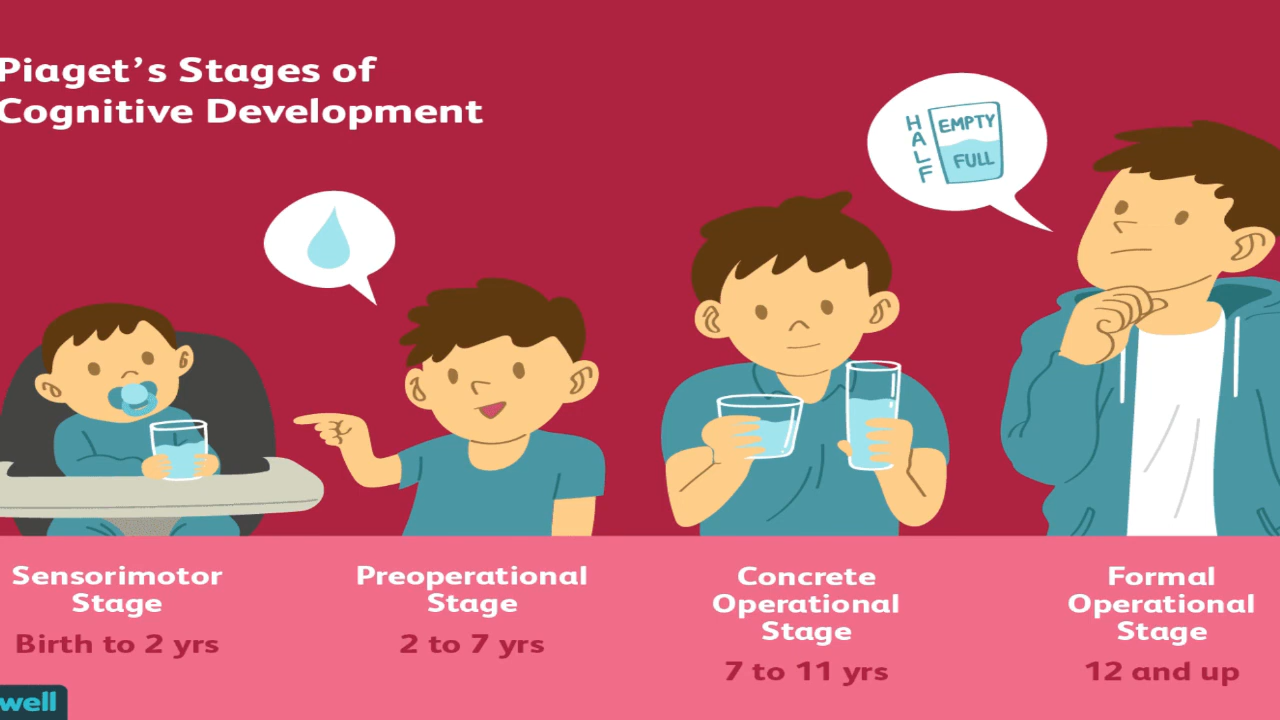 Piaget's Stages of
Cognitive Development
HALF
EMPTY
FULL
Sensorimotor
Stage
Birth to 2 yrs
Preoperational
Stage
2 to 7 yrs
Concrete
Operational
Stage
7 to 11 yrs
Formal
Operational
Stage
12 and up
well